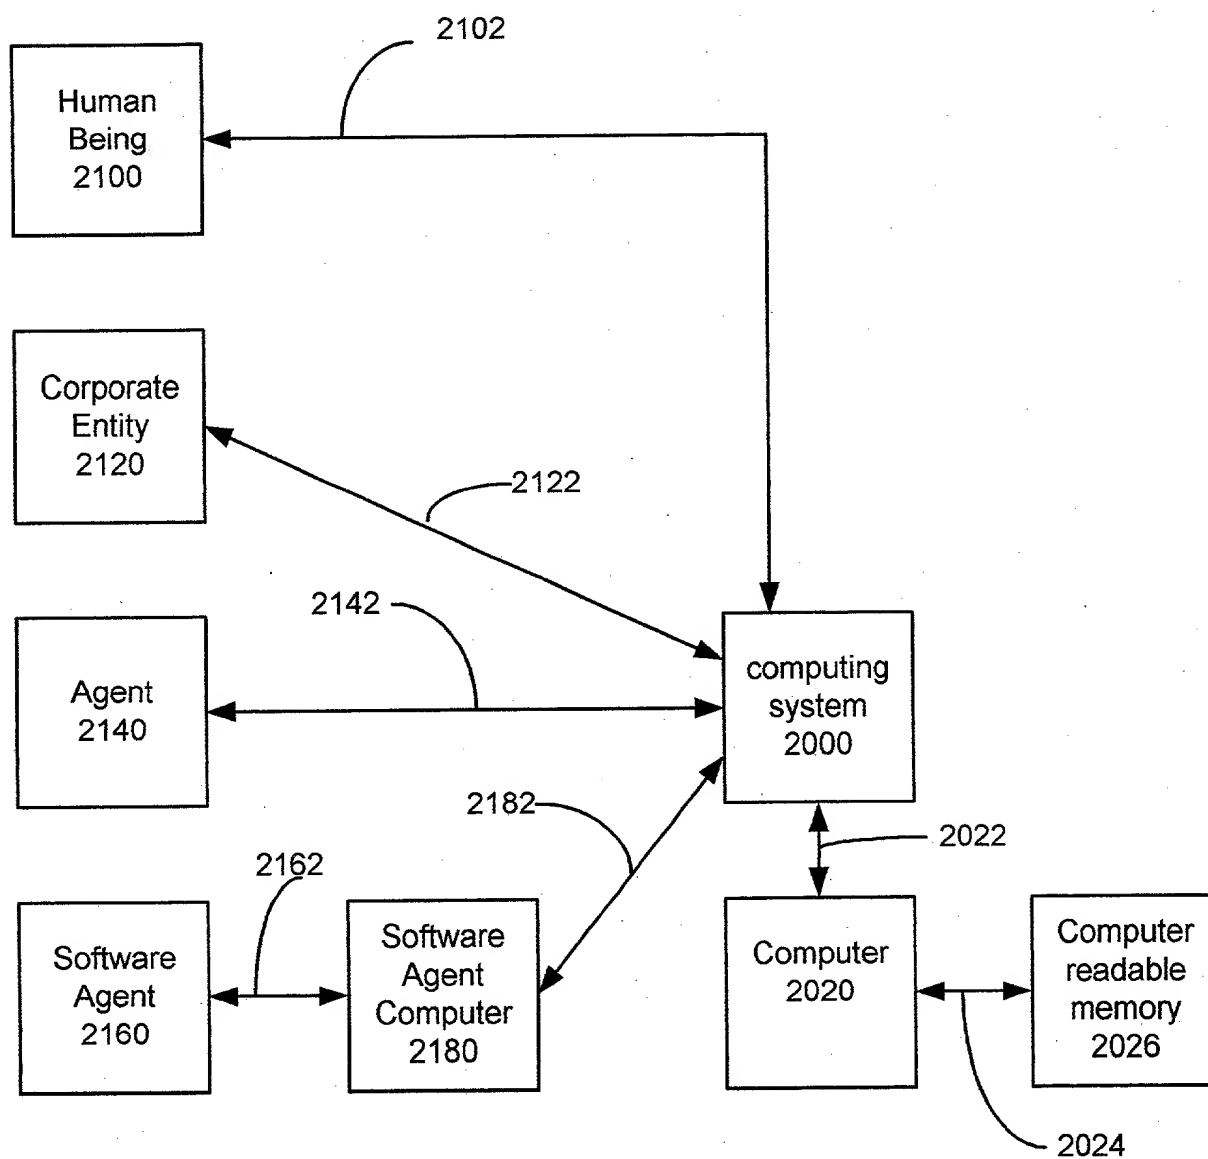 2102
Human
Being
2100
Corporate
Entity
2120
2122
2142
Agent
2140
computing
system
2000
2182
2022
2162
Software
Agent
2160
Software
Agent
Computer
2180
Computer
2020
Computer
readable
memory
2026
2024